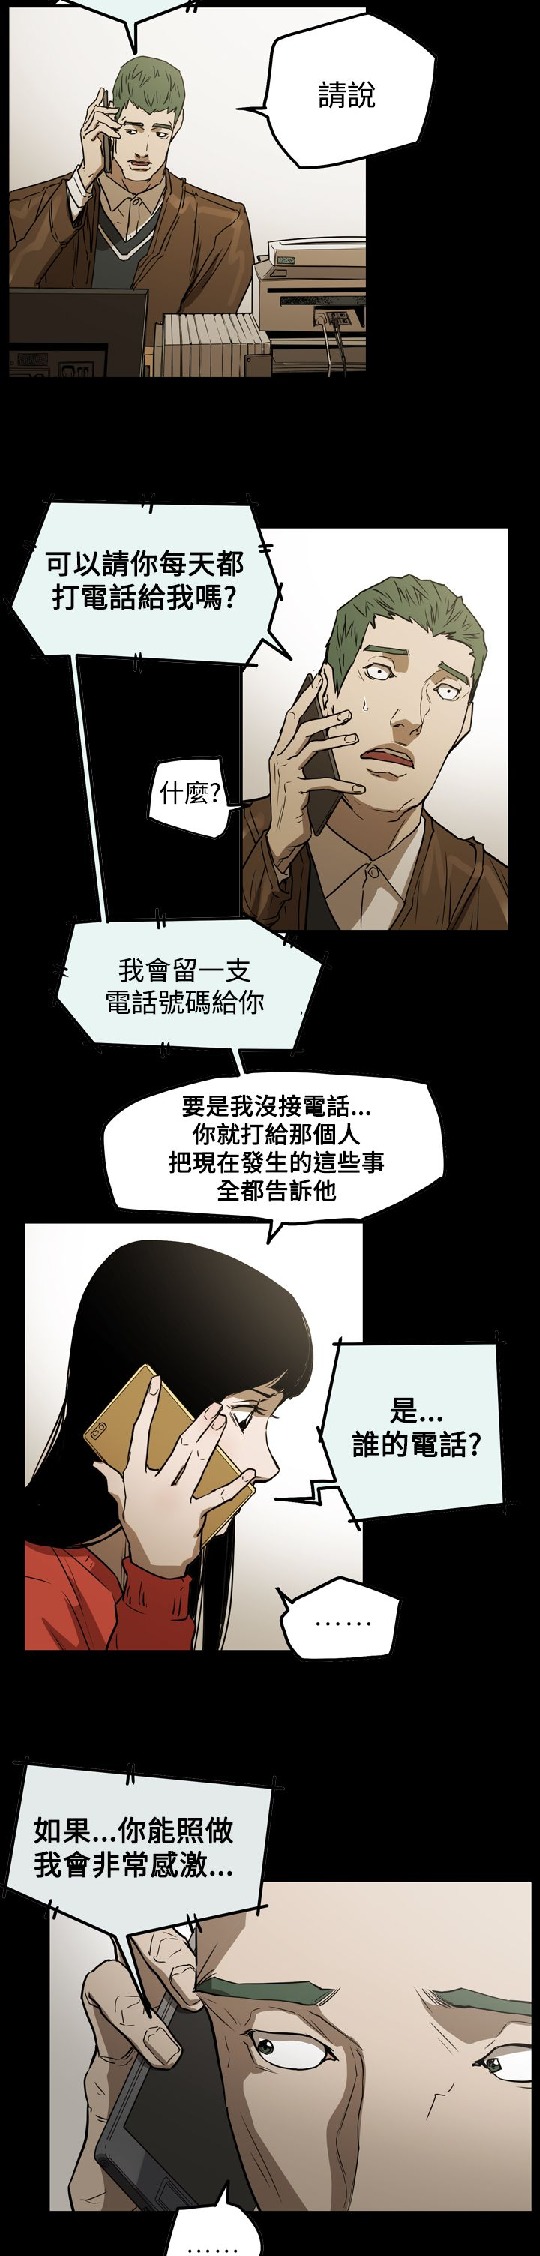 請說
可以請你每天都
打電話給我嗎?
什麼?
我會留一支
電話號碼給你
要是我沒接電話...
你就打給那個人
把現在發生的這些事
全都告訴他
是...
誰的電話?
......
如果...你能照做
我會非常感激...
......